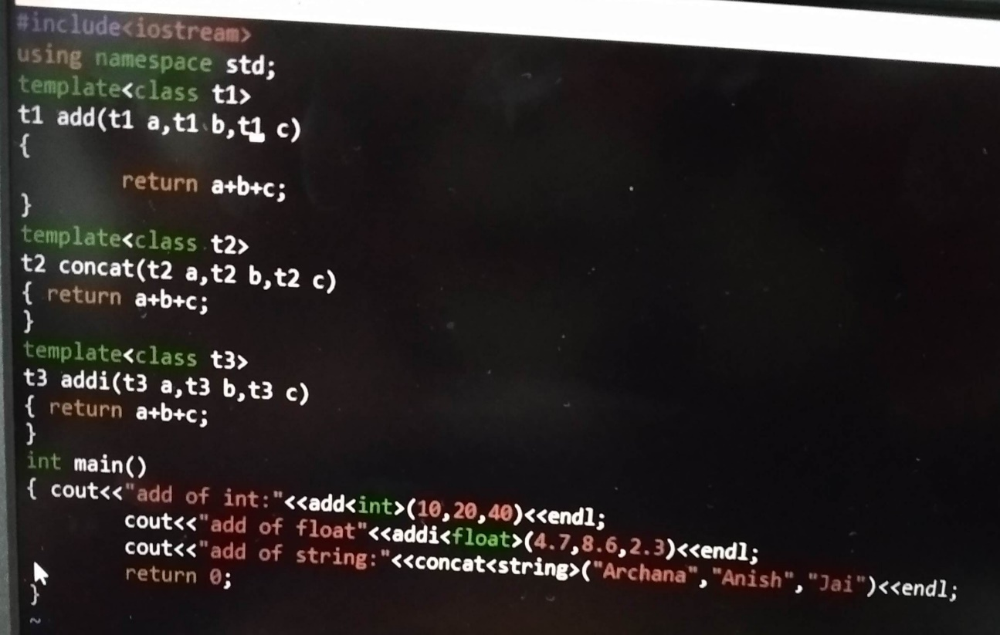 #include<iostream>
using namespace std;
template<class t1>
t1 add(t1 a,t1 b,t1 c)
{
        return a+b+c;
}
template<class t2>
t2 concat(t2 a,t2 b,t2 c)
{ return a+b+c;
}
template<class t3>
t3 addi(t3 a,t3 b,t3 c)
{ return a+b+c;
}
int main()
{ cout<<"add of int:"<<add<int>(10,20,40)<<endl;
        cout<<"add of float"<<addi<float>(4.7,8.6,2.3)<<endl;
        cout<<"add of string:"<<concat<string>("Archana","Anish","Jai")<<endl;
        return 0;
}
~